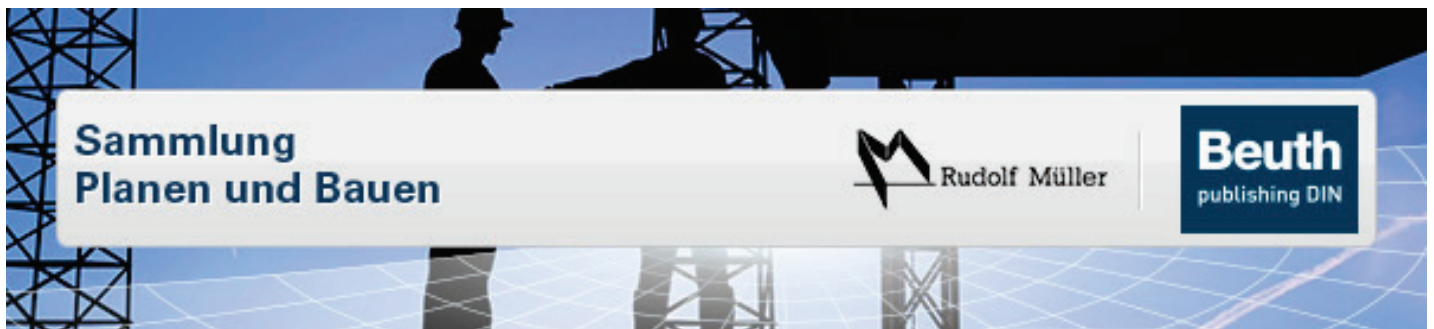 Sammlung
Planen und Bauen
Rudolf Müller
Beuth
publishing DIN